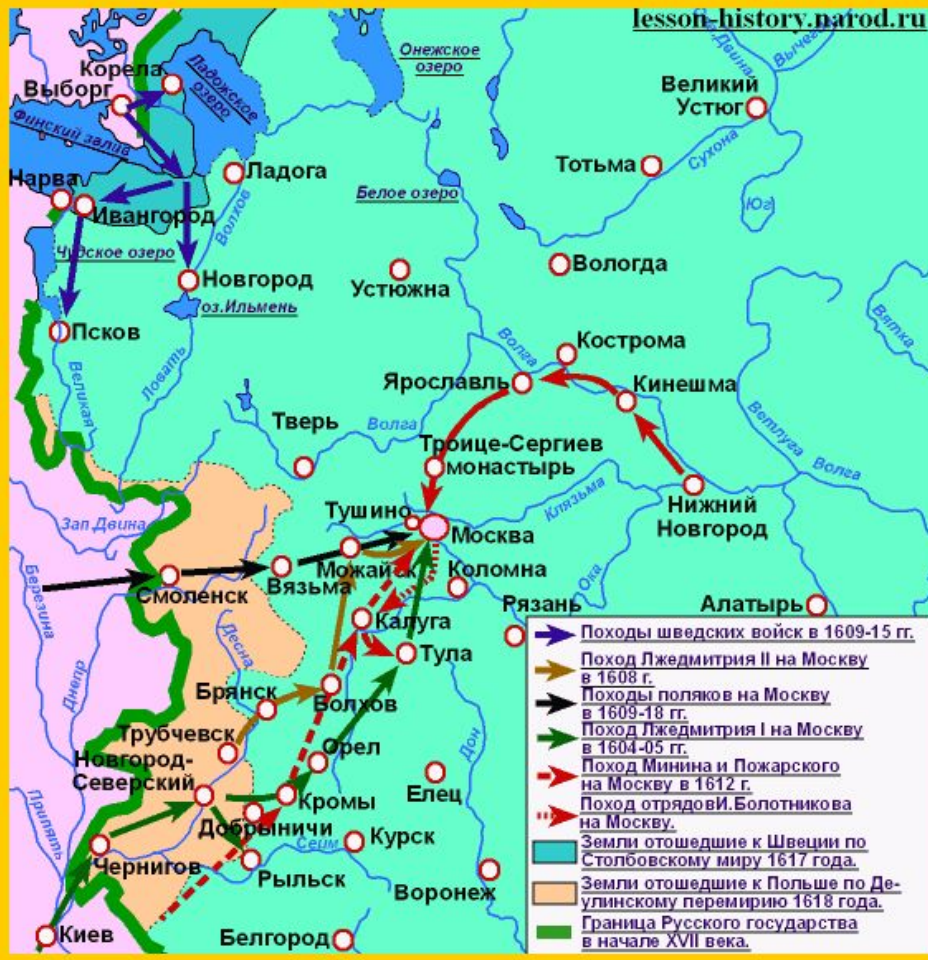 lesson-history.narod.ru
Онежское
озеро
Вычегда
Корела
Выборг
Ладожское
озеро
Великий
Устюг
Финский залив
Сухона
Ладога
Тотьма
Нарва
Белое озеро
Ивангород
Волхов
Юг
Чудское озеро
Новгород
Вологда
Устюжна
оз.Ильмень
Псков
Вятка
Волга
Кострома
Великая
Ловать
Ярославль
Кинешма
Ветлуга
Тверь
Волга
Троице-Сергиев
монастырь
Волга
Клязьма
Тушино
Нижний
Новгород
Зап.Двина
Москва
Можайск
Коломна
Вязьма
Березина
Смоленск
Ока
Рязань
Алатырь
Калуга
Десна
Тула
Днепр
Брянск
Волхов
Трубчевск
Дон
Новгород-
Северский
Орел
Елец
Кромы
Припять
Добрыничи
Сейм
Курск
Чернигов
Рыльск
Воронеж
Киев
Белгород
Походы шведских войск в 1609-15 гг.
Поход Лжедмитрия II на Москву
в 1608 г.
Походы поляков на Москву
в 1609-18 гг.
Поход Лжедмитрия I на Москву
в 1604-05 гг.
Поход Минина и Пожарского
на Москву в 1612 г.
Поход отрядовИ.Болотникова
на Москву.
Земли отошедшие к Швеции по
Столбовскому миру 1617 года.
Земли отошедшие к Польше по Де-
улинскому перемирию 1618 года.
Граница Русского государства
в начале XVII века.